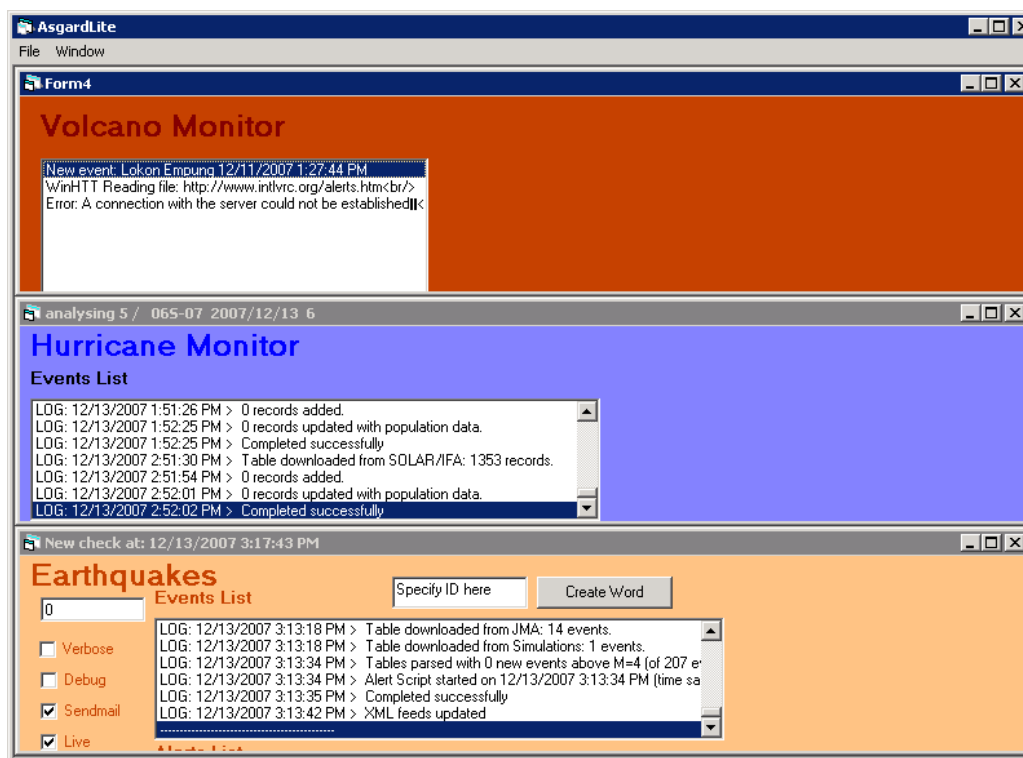 AsgardLite
File Window
Form4
Volcano Monitor
New event: Lokon Empung 12/11/2007 1:27:44 PM
WinHTT Reading file: http://www.intlvrc.org/alerts.htm<br/>
Error: A connection with the server could not be established||<
analysing 5 / 06S-07 2007/12/13 6
Hurricane Monitor
Events List
LOG: 12/13/2007 1:51:26 PM > 0 records added.
LOG: 12/13/2007 1:52:25 PM > 0 records updated with population data.
LOG: 12/13/2007 1:52:25 PM > Completed successfully
LOG: 12/13/2007 2:51:30 PM > Table downloaded from SOLAR/IFA: 1353 records.
LOG: 12/13/2007 2:51:54 PM > 0 records added.
LOG: 12/13/2007 2:52:01 PM > 0 records updated with population data.
LOG: 12/13/2007 2:52:02 PM > Completed successfully
New check at: 12/13/2007 3:17:43 PM
Earthquakes
Events List
Specify ID here
Create Word
0
Verbose
Debug
Sendmail
Live
LOG: 12/13/2007 3:13:18 PM > Table downloaded from JMA: 14 events.
LOG: 12/13/2007 3:13:18 PM > Table downloaded from Simulations: 1 events.
LOG: 12/13/2007 3:13:34 PM > Tables parsed with 0 new events above M=4 (of 207 e
LOG: 12/13/2007 3:13:34 PM > Alert Script started on 12/13/2007 3:13:34 PM (time sa
LOG: 12/13/2007 3:13:35 PM > Completed successfully
LOG: 12/13/2007 3:13:42 PM > XML feeds updated
--------------------------------------------
Alerts List